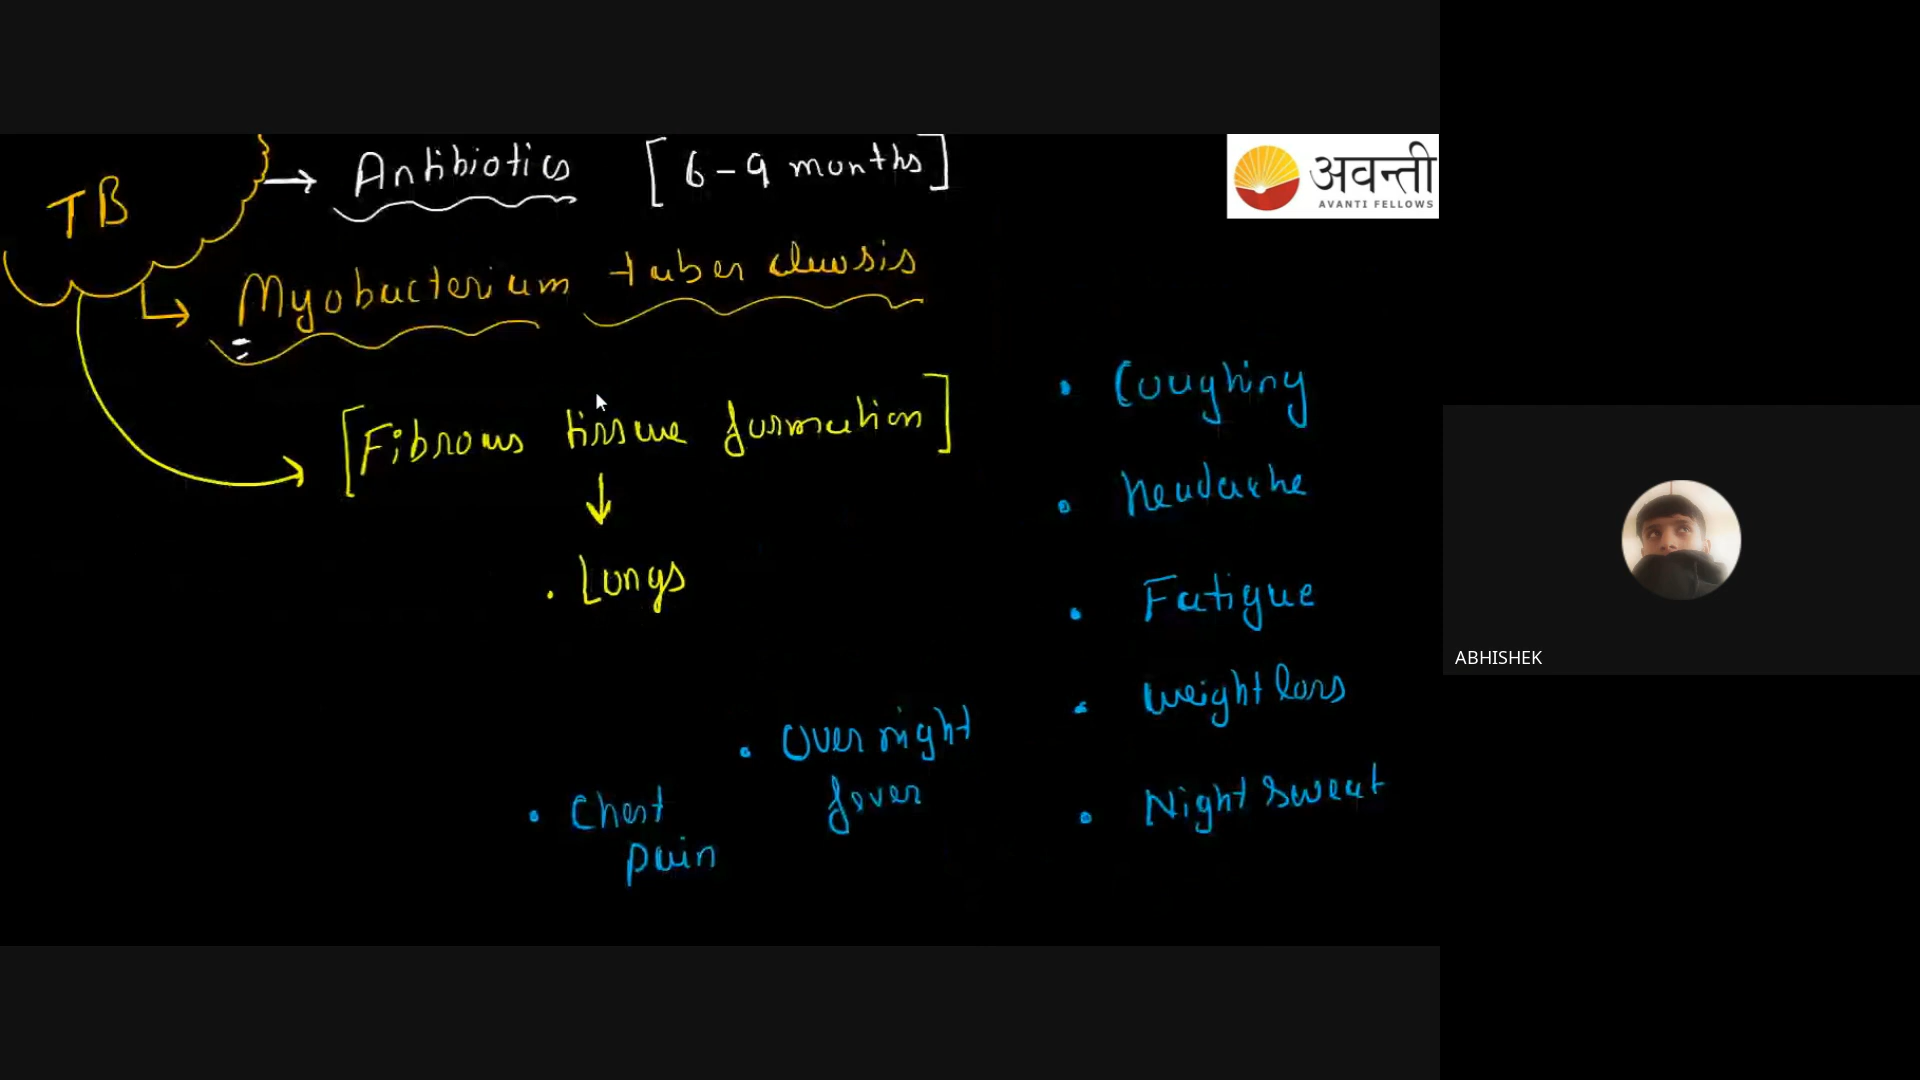 TB → Antibiotics [6-9 months]
अवन्ती
AVANTI FELLOWS
Myobacterium tuberclusis
[Fibrous tissue formation]
↓
. Lungs
• Coughing
• headache
• Fatigue
• weight loss
• Night sweat
• Over night
fever
• Chest
pain
ABHISHEK